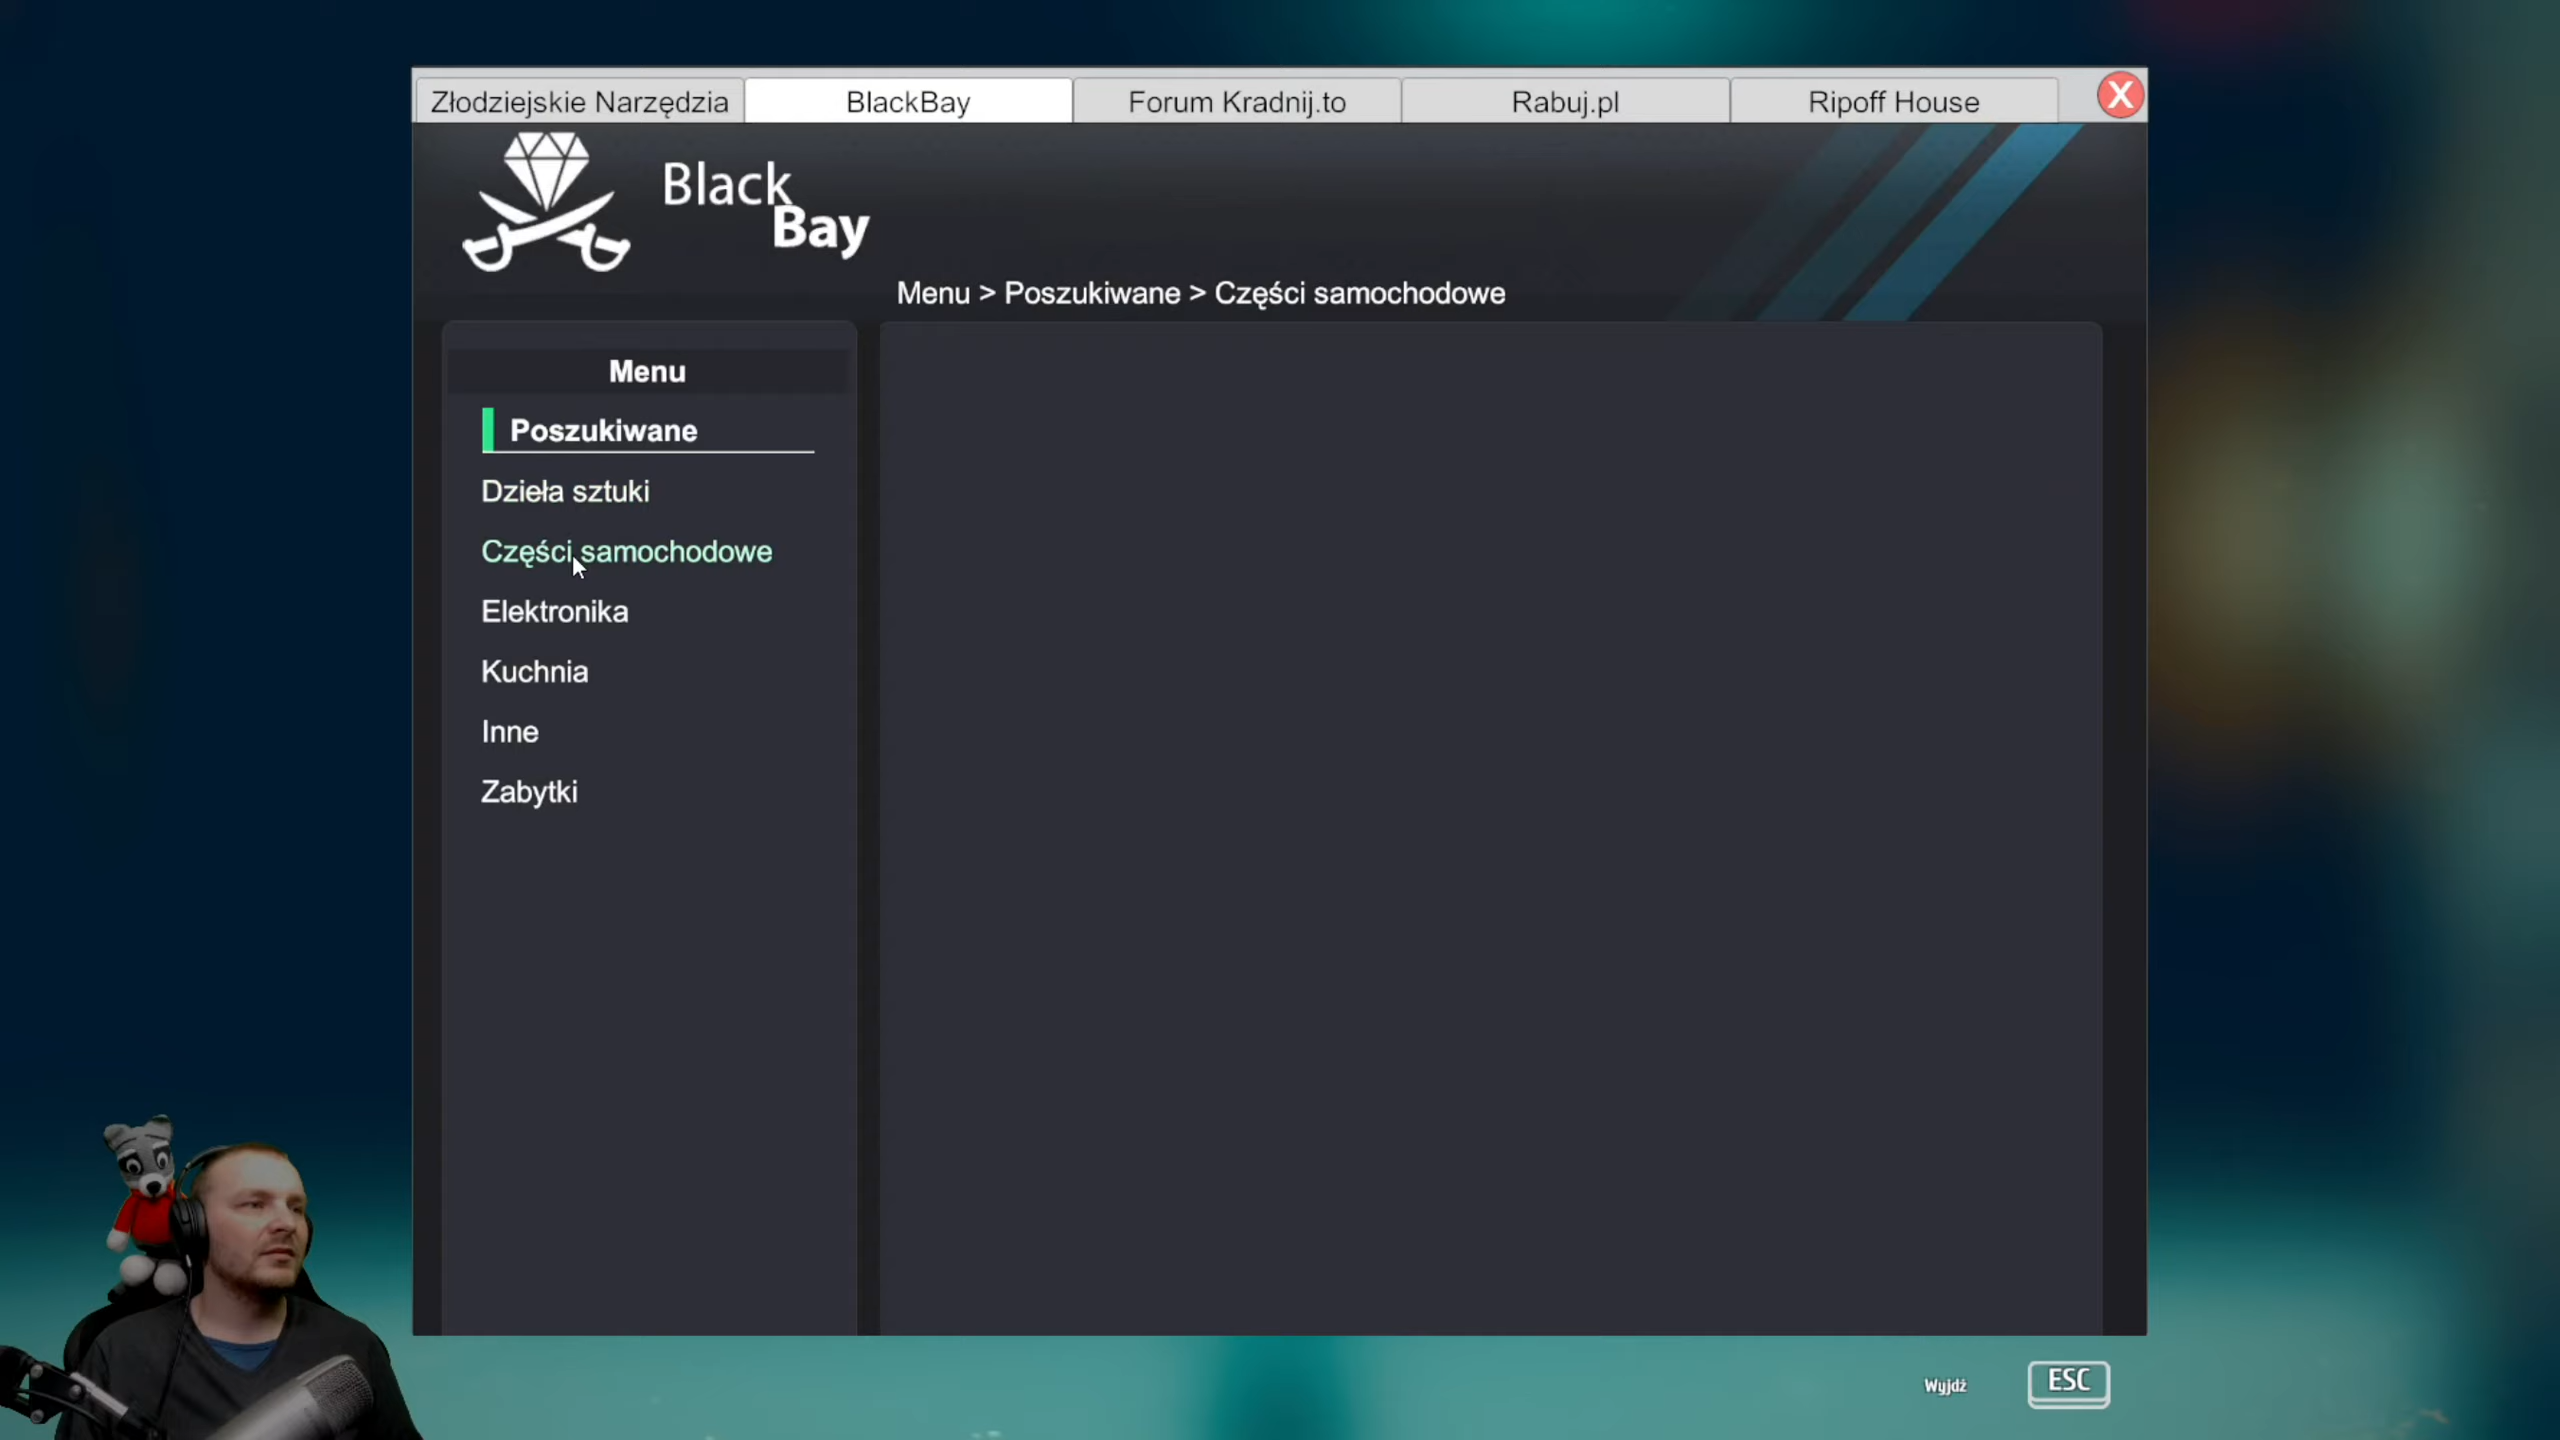 Złodziejskie Narzędzia
BlackBay
Forum Kradnij.to
Rabuj.pl
Ripoff House
X
Black
Bay
Menu > Poszukiwane > Części samochodowe
Menu
Poszukiwane
Dzieła sztuki
Części samochodowe
Elektronika
Kuchnia
Inne
Zabytki
Wyjdź
ESC